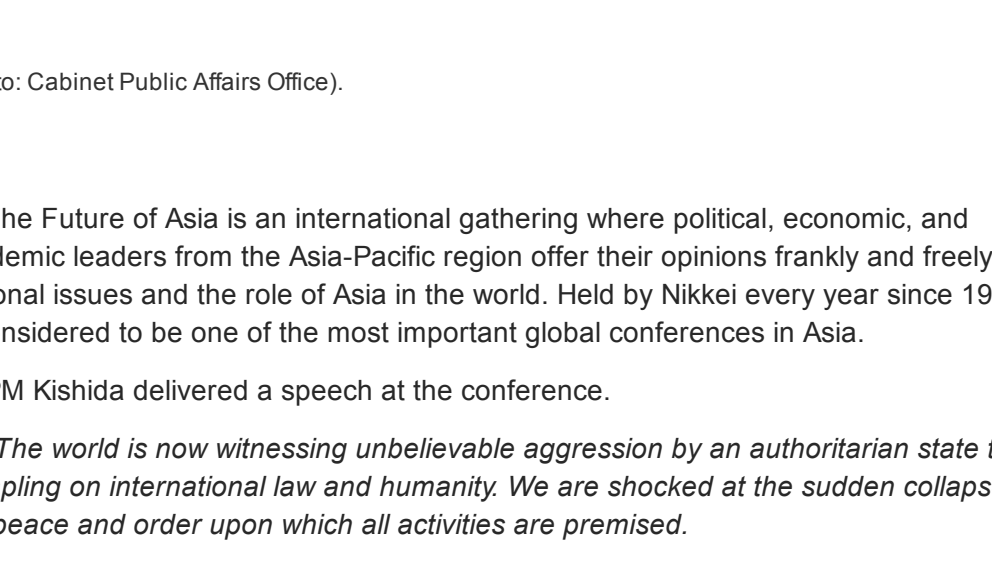 to: Cabinet Public Affairs Office).
he Future of Asia is an international gathering where political, economic, and
demic leaders from the Asia-Pacific region offer their opinions frankly and freely
onal issues and the role of Asia in the world. Held by Nikkei every year since 19
nsidered to be one of the most important global conferences in Asia.
PM Kishida delivered a speech at the conference.
The world is now witnessing unbelievable aggression by an authoritarian state t
pling on international law and humanity. We are shocked at the sudden collaps
peace and order upon which all activities are premised.